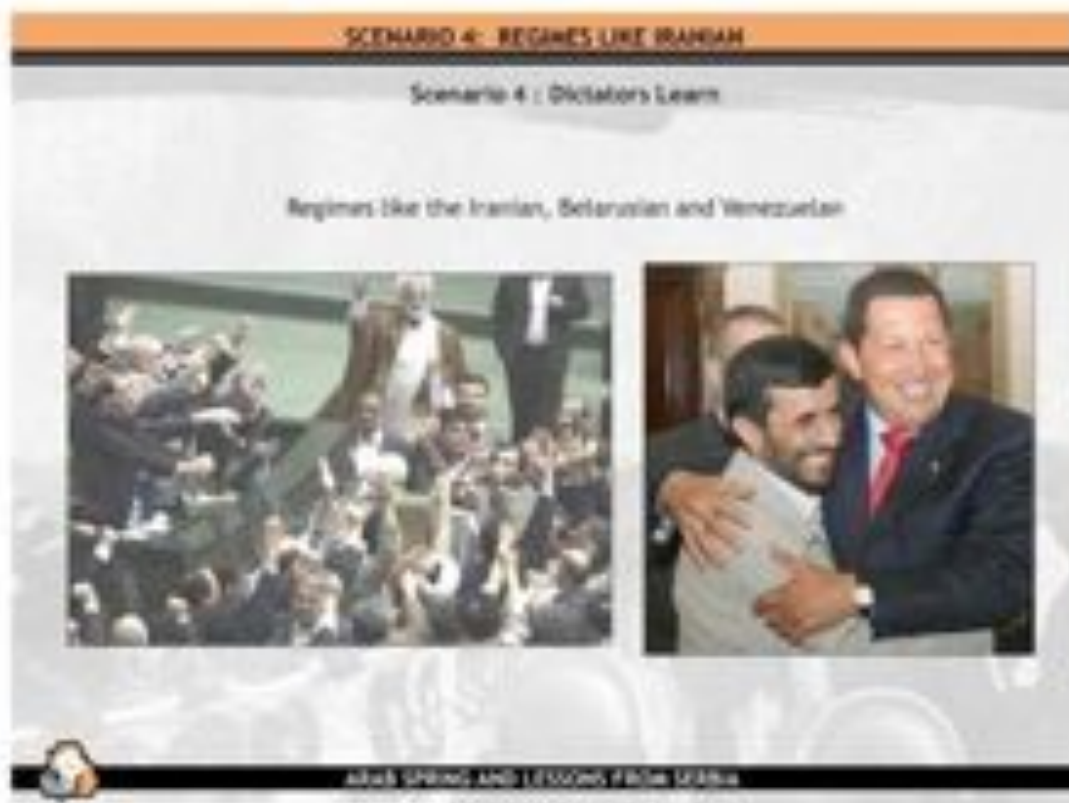 SCENARIO 4: REGIMES LIKE IRANIAN
Scenario 4 : Dictators Learn
Regimes like the Iranian, Belarusian and Venezuelan
ARAB SPRING AND LESSONS FROM SERBIA